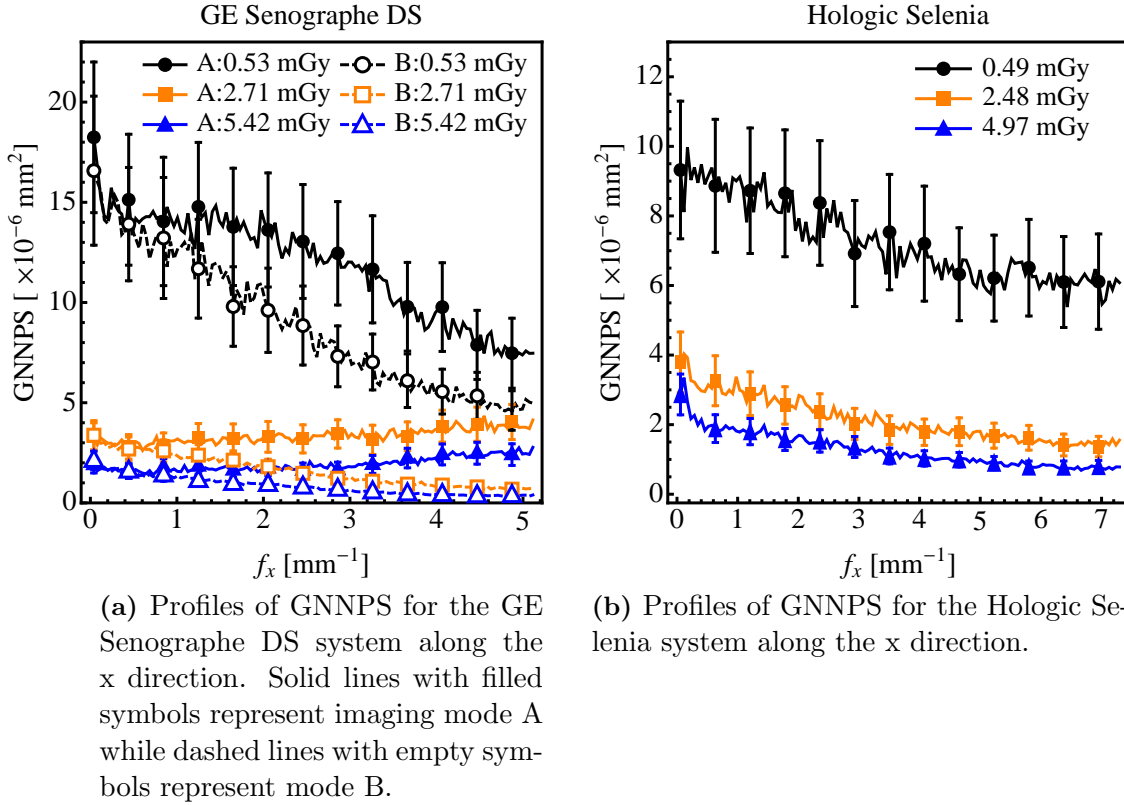 GE Senographe DS
GNNPS [ ×10⁻⁶ mm²]
20
15
10
5
0
A:0.53 mGy B:0.53 mGy
A:2.71 mGy B:2.71 mGy
A:5.42 mGy B:5.42 mGy
0 1 2 3 4 5
f_x [mm⁻¹]
(a) Profiles of GNNPS for the GE
Senographe DS system along the
x direction. Solid lines with filled
symbols represent imaging mode A
while dashed lines with empty sym-
bols represent mode B.
Hologic Selenia
GNNPS [ ×10⁻⁶ mm²]
12
10
8
6
4
2
0
0.49 mGy
2.48 mGy
4.97 mGy
0 1 2 3 4 5 6 7
f_x [mm⁻¹]
(b) Profiles of GNNPS for the Hologic Se-
lenia system along the x direction.